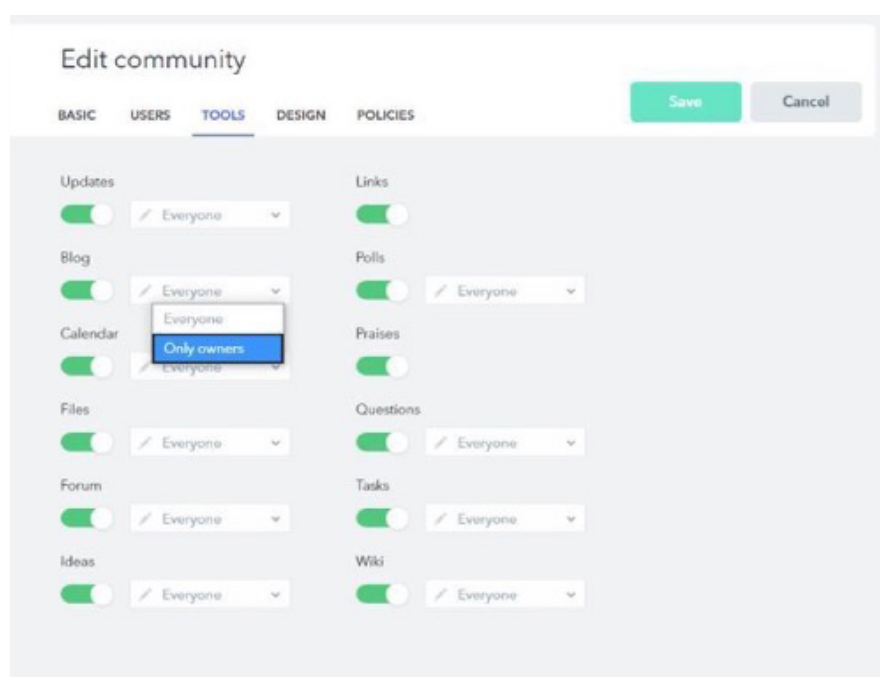 Edit community
BASIC USERS TOOLS DESIGN POLICIES
Save Cancel
Updates
Everyone
Links
Blog
Everyone
Everyone
Only owners
Polls
Everyone
Calendar
Everyone
Praises
Files
Everyone
Questions
Everyone
Forum
Everyone
Tasks
Everyone
Ideas
Everyone
Wiki
Everyone